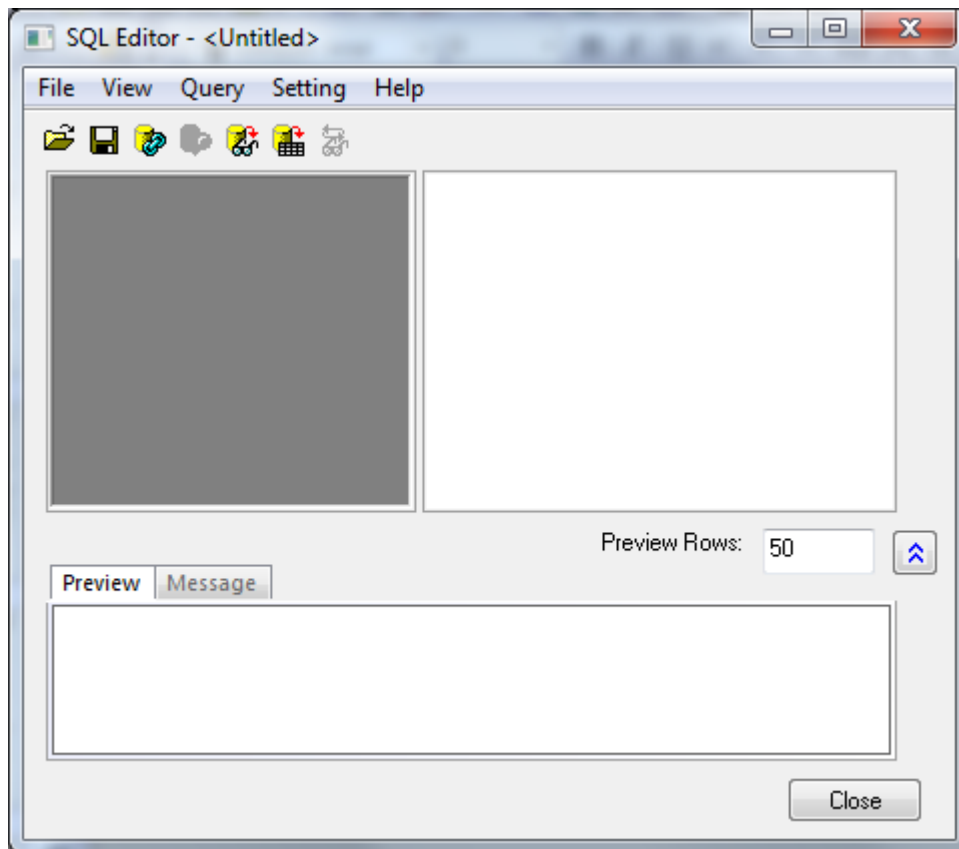 SQL Editor - <Untitled>
File View Query Setting Help
Preview Rows: 50
Preview Message
Close